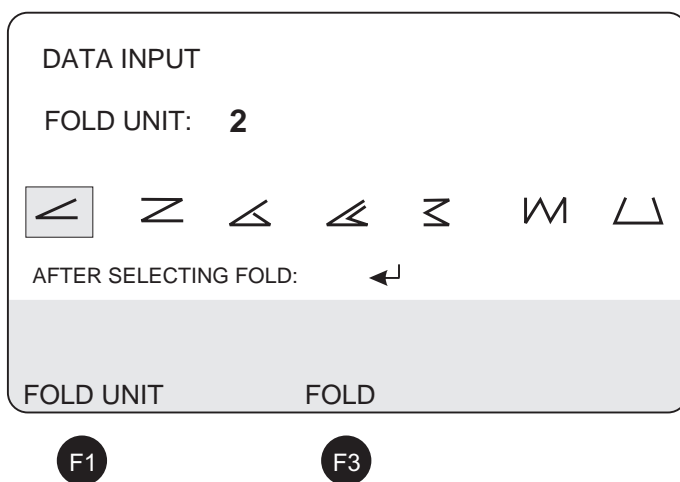 DATA INPUT
FOLD UNIT: 2
AFTER SELECTING FOLD:
FOLD UNIT FOLD
F1 F3